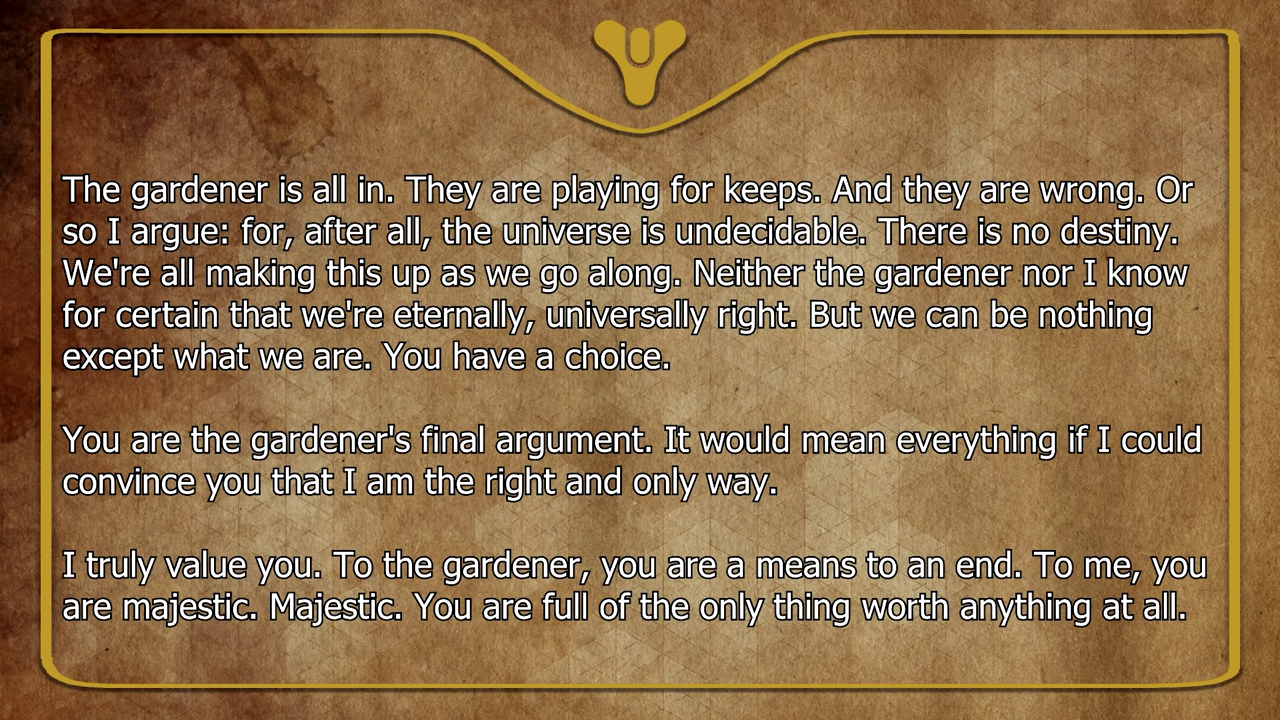 The gardener is all in. They are playing for keeps. And they are wrong. Or
so I argue: for, after all, the universe is undecidable. There is no destiny.
We're all making this up as we go along. Neither the gardener nor I know
for certain that we're eternally, universally right. But we can be nothing
except what we are. You have a choice.
You are the gardener's final argument. It would mean everything if I could
convince you that I am the right and only way.
I truly value you. To the gardener, you are a means to an end. To me, you
are majestic. Majestic. You are full of the only thing worth anything at all.